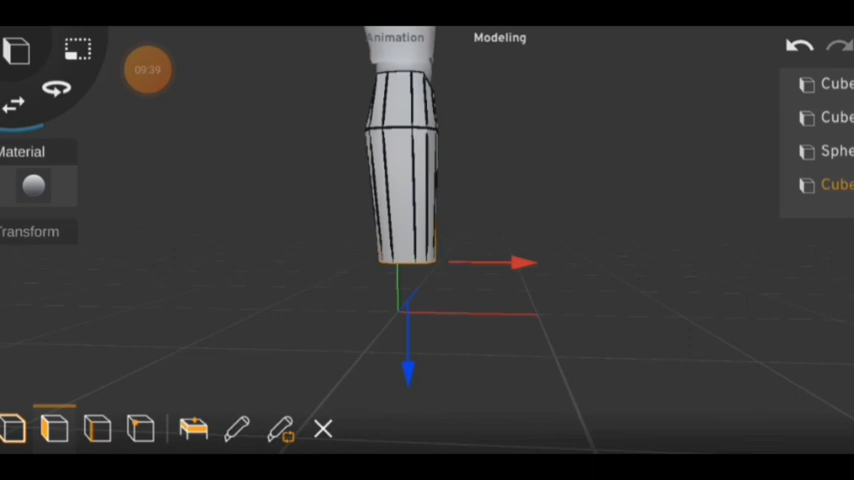 Animation
Modeling
09:39
Cube
Cube
Material
Sphe
Cube
Transform